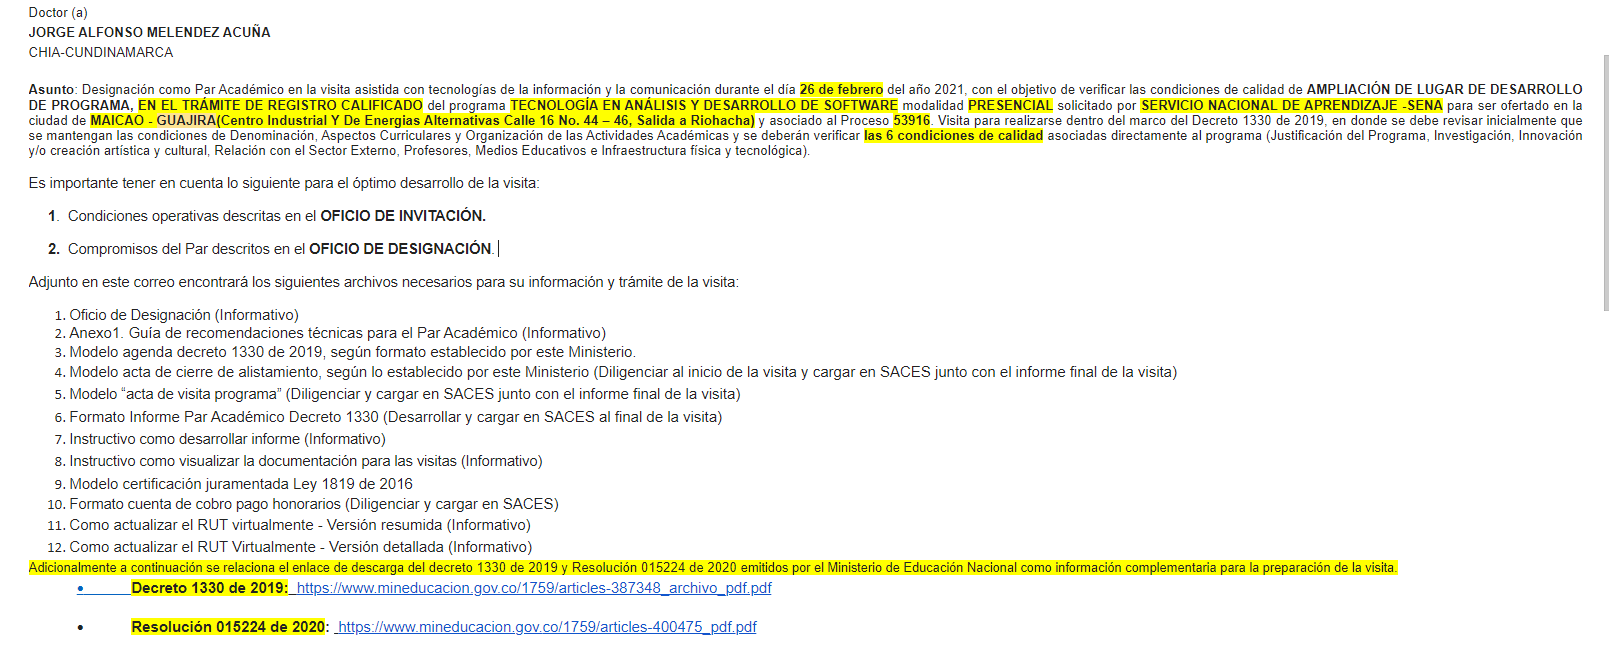 Doctor (a)
JORGE ALFONSO MELENDEZ ACUÑA
CHIA-CUNDINAMARCA
Asunto: Designación como Par Académico en la visita asistida con tecnologías de la información y la comunicación durante el día 26 de febrero del año 2021, con el objetivo de verificar las condiciones de calidad de AMPLIACIÓN DE LUGAR DE DESARROLLO
DE PROGRAMA, EN EL TRÁMITE DE REGISTRO CALIFICADO del programa TECNOLOGÍA EN ANÁLISIS Y DESARROLLO DE SOFTWARE modalidad PRESENCIAL solicitado por SERVICIO NACIONAL DE APRENDIZAJE -SENA para ser ofertado en la
ciudad de MAICAO - GUAJIRA(Centro Industrial Y De Energias Alternativas Calle 16 No. 44 – 46, Salida a Riohacha) y asociado al Proceso 53916. Visita para realizarse dentro del marco del Decreto 1330 de 2019, en donde se debe revisar inicialmente que
se mantengan las condiciones de Denominación, Aspectos Curriculares y Organización de las Actividades Académicas y se deberán verificar las 6 condiciones de calidad asociadas directamente al programa (Justificación del Programa, Investigación, Innovación
y/o creación artística y cultural, Relación con el Sector Externo, Profesores, Medios Educativos e Infraestructura física y tecnológica).
Es importante tener en cuenta lo siguiente para el óptimo desarrollo de la visita:
1. Condiciones operativas descritas en el OFICIO DE INVITACIÓN.
2. Compromisos del Par descritos en el OFICIO DE DESIGNACIÓN.
Adjunto en este correo encontrará los siguientes archivos necesarios para su información y trámite de la visita:
1. Oficio de Designación (Informativo)
2. Anexo1. Guía de recomendaciones técnicas para el Par Académico (Informativo)
3. Modelo agenda decreto 1330 de 2019, según formato establecido por este Ministerio.
4. Modelo acta de cierre de alistamiento, según lo establecido por este Ministerio (Diligenciar al inicio de la visita y cargar en SACES junto con el informe final de la visita)
5. Modelo “acta de visita programa” (Diligenciar y cargar en SACES junto con el informe final de la visita)
6. Formato Informe Par Académico Decreto 1330 (Desarrollar y cargar en SACES al final de la visita)
7. Instructivo como desarrollar informe (Informativo)
8. Instructivo como visualizar la documentación para las visitas (Informativo)
9. Modelo certificación juramentada Ley 1819 de 2016
10. Formato cuenta de cobro pago honorarios (Diligenciar y cargar en SACES)
11. Como actualizar el RUT virtualmente - Versión resumida (Informativo)
12. Como actualizar el RUT Virtualmente - Versión detallada (Informativo)
Adicionalmente a continuación se relaciona el enlace de descarga del decreto 1330 de 2019 y Resolución 015224 de 2020 emitidos por el Ministerio de Educación Nacional como información complementaria para la preparación de la visita.
• Decreto 1330 de 2019: https://www.mineducacion.gov.co/1759/articles-387348_archivo_pdf.pdf
• Resolución 015224 de 2020: https://www.mineducacion.gov.co/1759/articles-400475_pdf.pdf